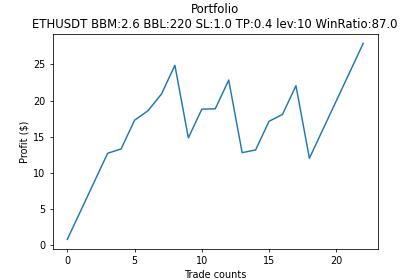 Portfolio
ETHUSDT BBM:2.6 BBL:220 SL:1.0 TP:0.4 lev:10 WinRatio:87.0
Profit ($)
25
20
15
10
5
0
0 5 10 15 20
Trade counts